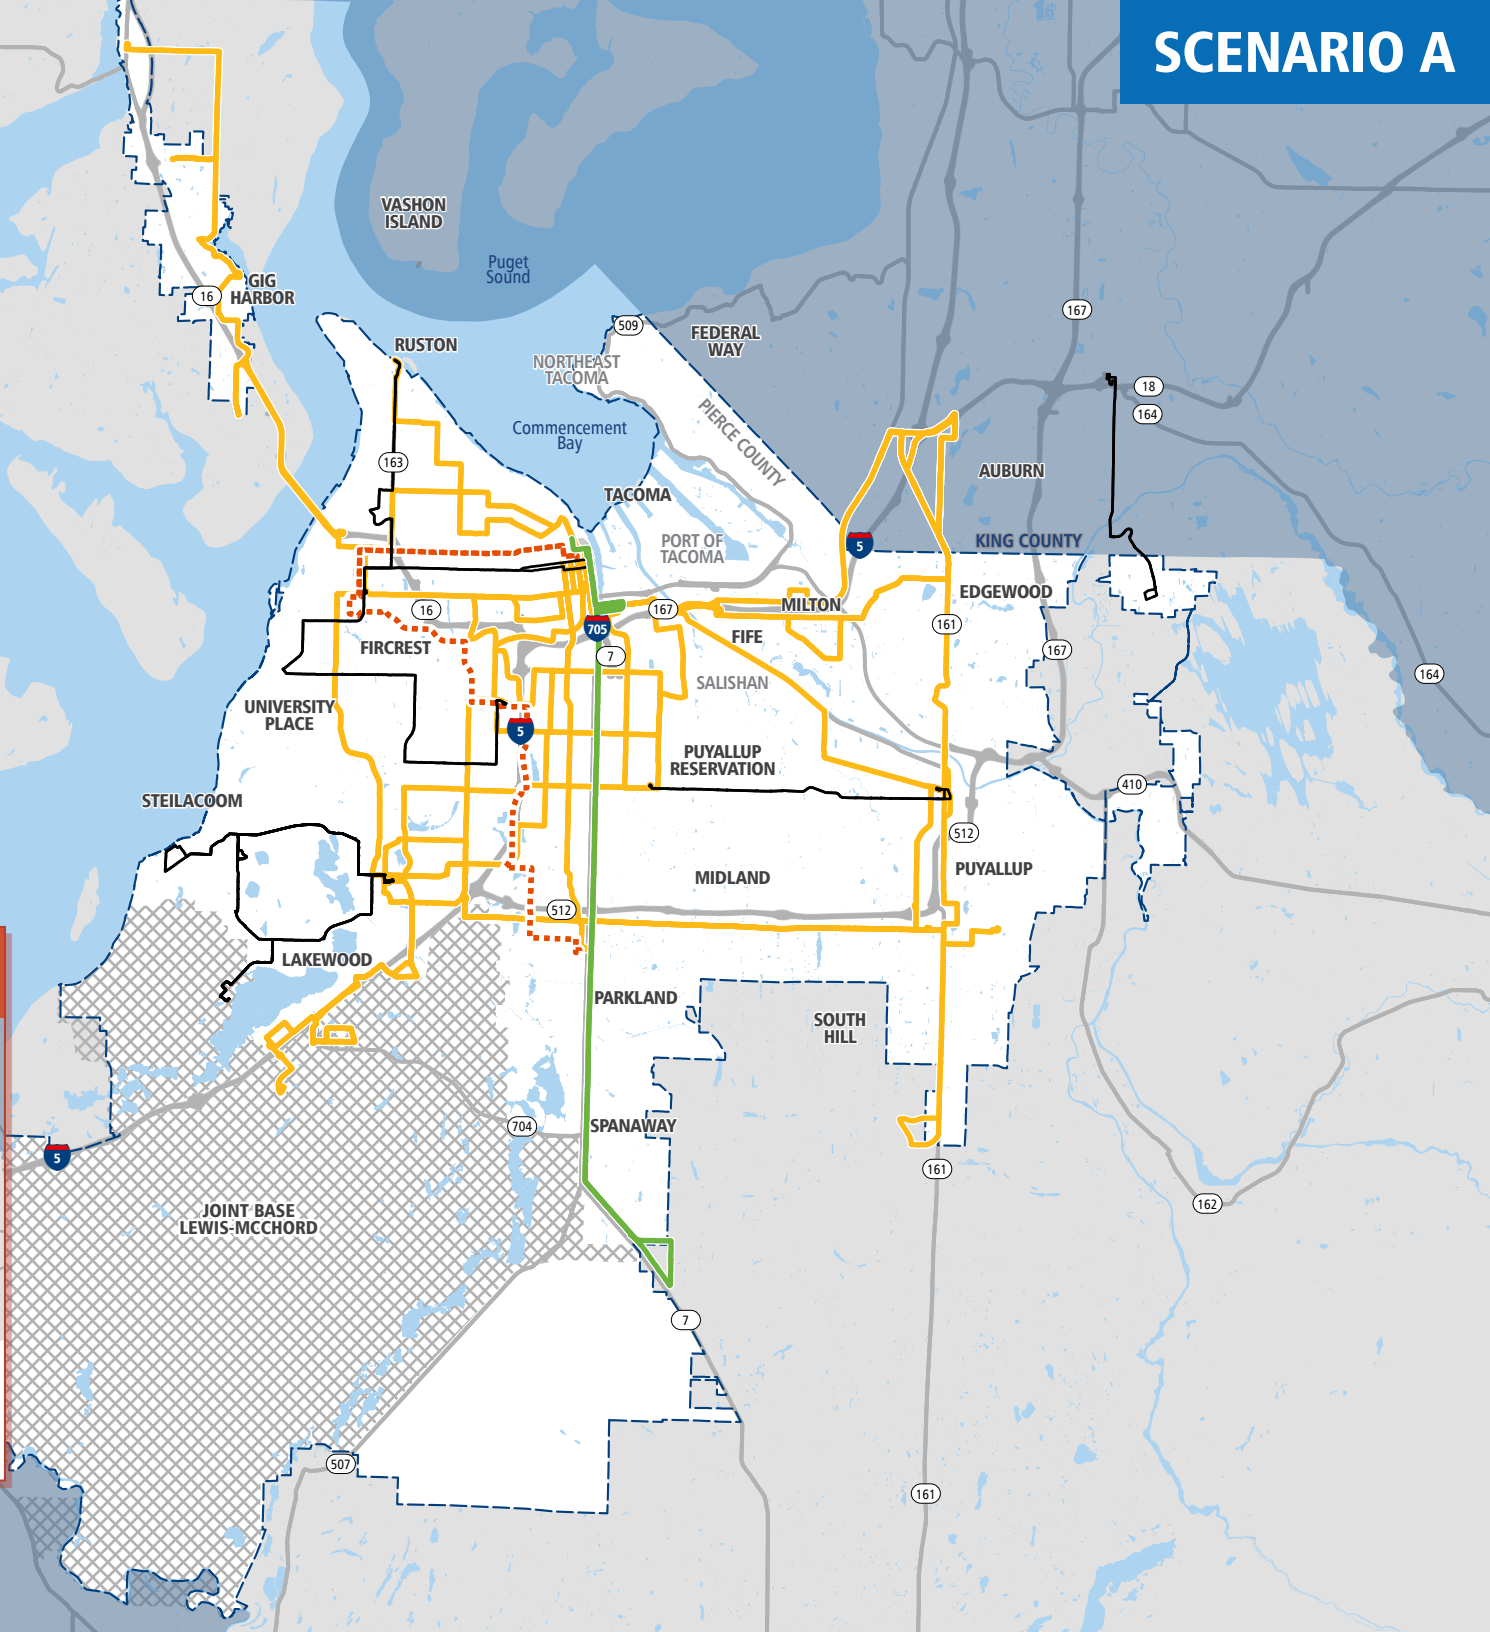 SCENARIO A
VASHON
ISLAND
Puget
Sound
GIG
HARBOR
16
509
167
FEDERAL
WAY
RUSTON
NORTHEAST
TACOMA
18
164
PIERCE COUNTY
Commencement
Bay
163
AUBURN
TACOMA
PORT OF
TACOMA
5
KING COUNTY
EDGEWOOD
16
167
MILTON
161
705
FIFE
FIRCREST
7
167
164
SALISHAN
UNIVERSITY
PLACE
5
PUYALLUP
RESERVATION
410
STEILACOOM
512
PUYALLUP
MIDLAND
512
LAKEWOOD
PARKLAND
SOUTH
HILL
704
SPANAWAY
5
161
162
JOINT BASE
LEWIS-MCCHORD
7
507
161